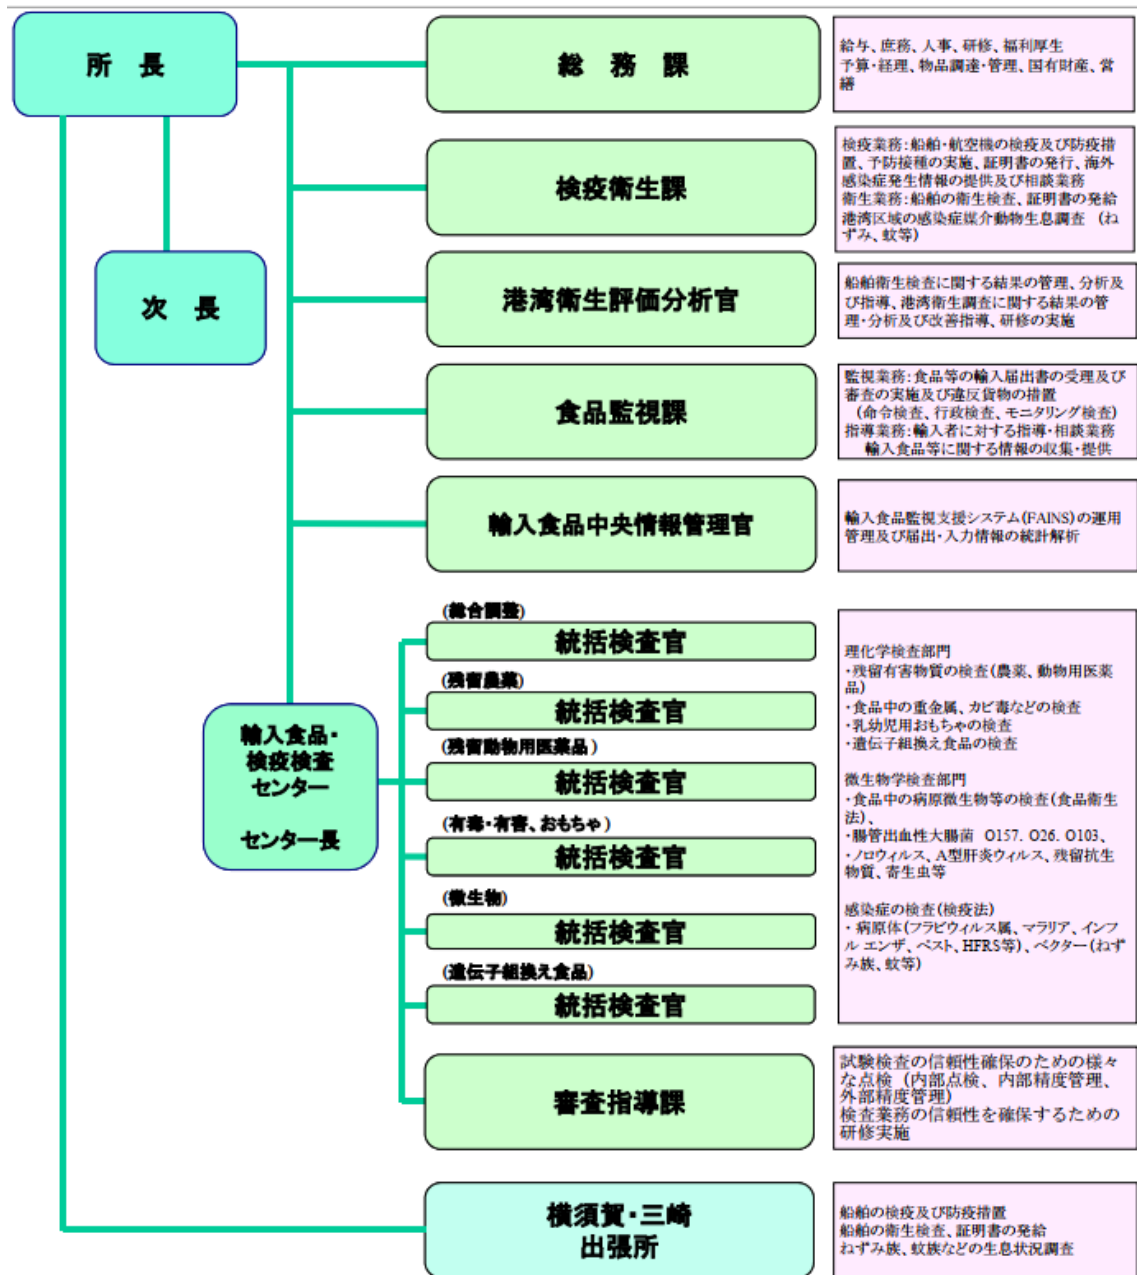 所　長
総　務　課
給与、庶務、人事、研修、福利厚生
予算・経理、物品調達・管理、国有財産、営
繕
検疫衛生課
検疫業務：船舶・航空機の検疫及び防疫措
置、予防接種の実施、証明書の発行、海外
感染症発生情報の提供及び相談業務
衛生業務：船舶の衛生検査、証明書の発給
港湾区域の感染症媒介動物生息調査　（ね
ずみ、蚊等）
次　長
港湾衛生評価分析官
船舶衛生検査に関する結果の管理、分析及
び指導、港湾衛生調査に関する結果の管
理・分析及び改善指導、研修の実施
食品監視課
監視業務：食品等の輸入届出書の受理及び
審査の実施及び違反貨物の措置
（命令検査、行政検査、モニタリング検査）
指導業務：輸入者に対する指導・相談業務
輸入食品等に関する情報の収集・提供
輸入食品中央情報管理官
輸入食品監視支援システム(FAINS)の運用
管理及び届出・入力情報の統計解析
輸入食品・
検疫検査
センター
センター長
(総合調整)
統括検査官
(残留農薬)
統括検査官
(残留動物用医薬品)
統括検査官
(有毒・有害、おもちゃ)
統括検査官
(微生物)
統括検査官
(遺伝子組換え食品)
統括検査官
理化学検査部門
・残留有害物質の検査(農薬、動物用医薬
品)
・食品中の重金属、カビ毒などの検査
・乳幼児用おもちゃの検査
・遺伝子組換え食品の検査
微生物学検査部門
・食品中の病原微生物等の検査(食品衛生
法)、
・腸管出血性大腸菌　O157. O26. O103、
・ノロウィルス、A型肝炎ウィルス、残留抗生
物質、寄生虫等
感染症の検査(検疫法)
・病原体(フラビウィルス属、マラリア、インフ
ル エンザ、ペスト、HFRS等)、ベクター(ねず
み族、蚊等)
審査指導課
試験検査の信頼性確保のための様々
な点検　(内部点検、内部精度管理、
外部精度管理)
検査業務の信頼性を確保するための
研修実施
横須賀・三崎
出張所
船舶の検疫及び防疫措置
船舶の衛生検査、証明書の発給
ねずみ族、蚊族などの生息状況調査